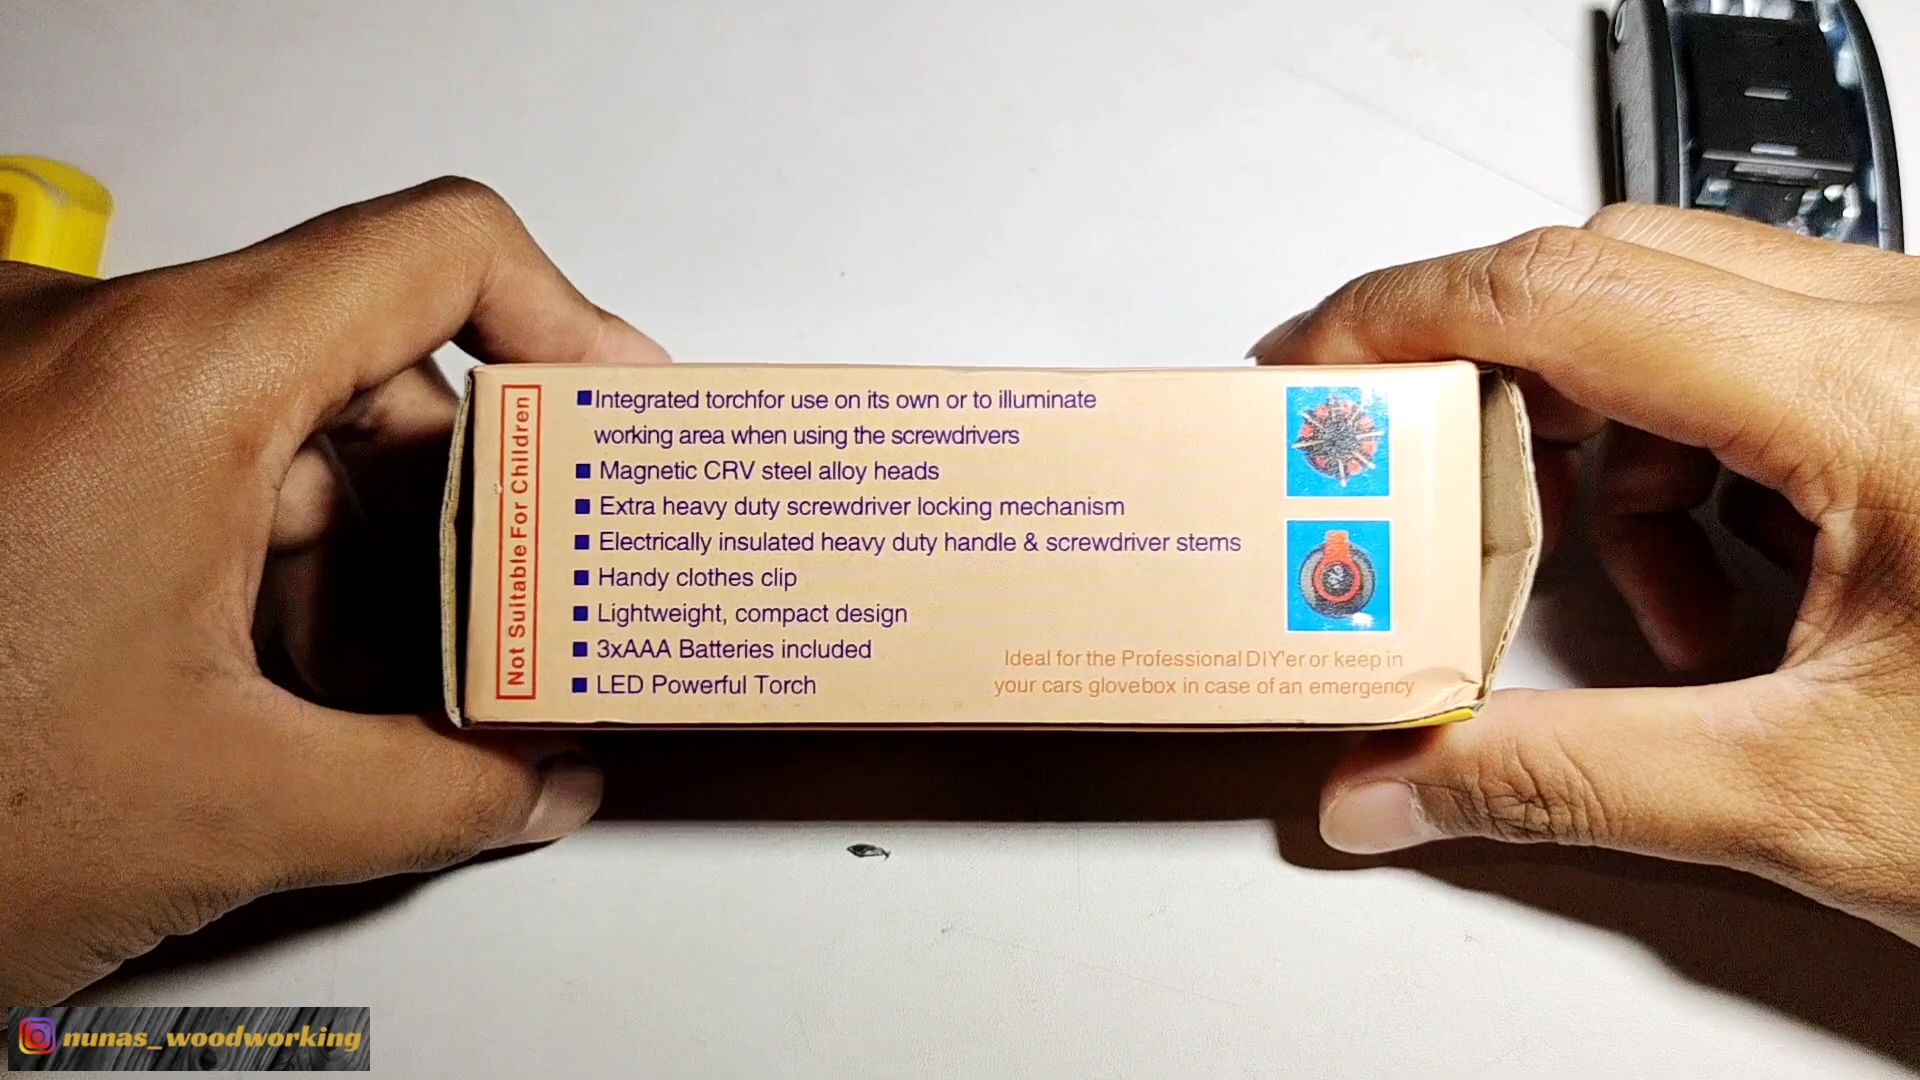 Not Suitable For Children
■Integrated torchfor use on its own or to illuminate
working area when using the screwdrivers
■ Magnetic CRV steel alloy heads
■ Extra heavy duty screwdriver locking mechanism
■ Electrically insulated heavy duty handle & screwdriver stems
■ Handy clothes clip
■ Lightweight, compact design
■ 3xAAA Batteries included
■ LED Powerful Torch
Ideal for the Professional DIY'er or keep in
your cars glovebox in case of an emergency
nunas_woodworking